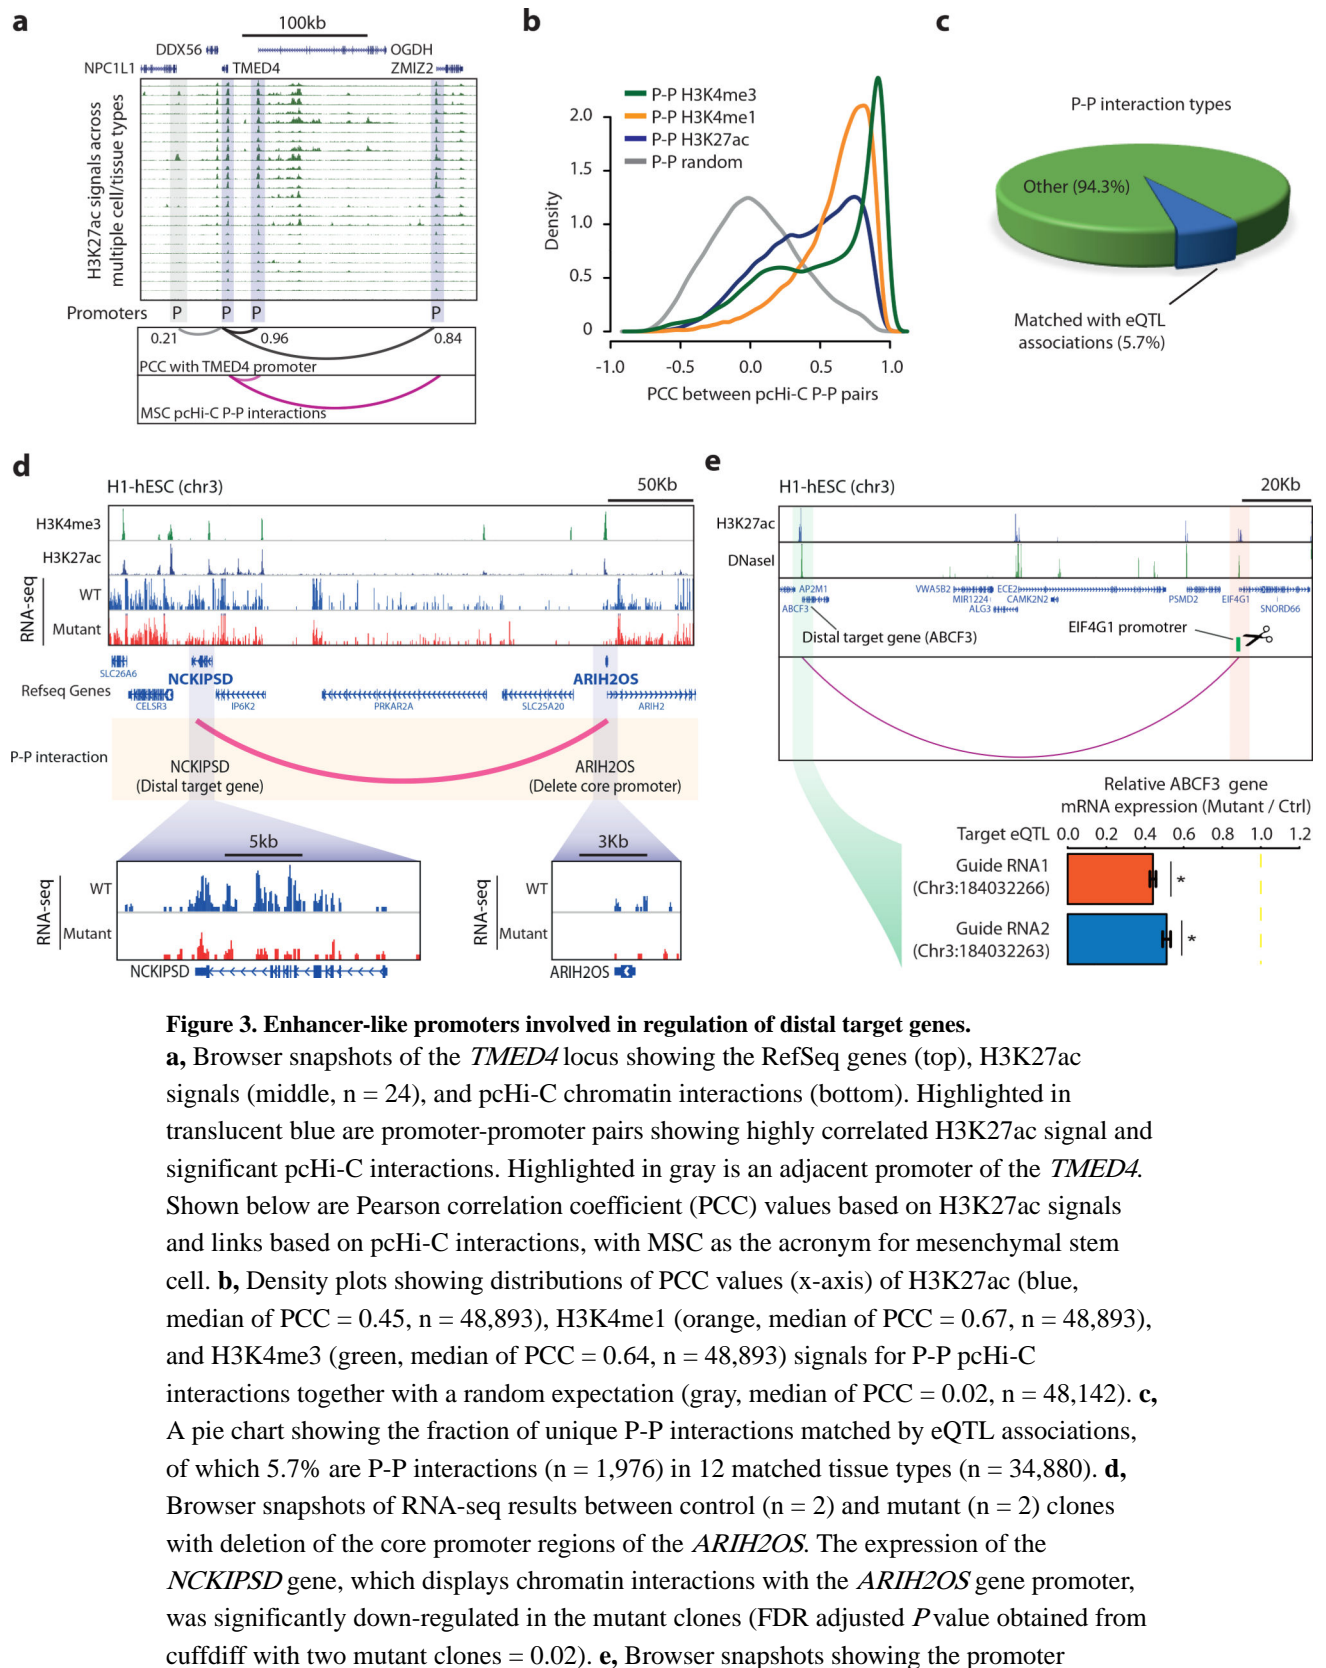 a
100kb
DDX56
OGDH
NPC1L1
TMED4
ZMIZ2
H3K27ac signals across
multiple cell/tissue types
Promoters
P
P
P
P
0.21
0.96
0.84
PCC with TMED4 promoter
MSC pcHi-C P-P interactions
b
P-P H3K4me3
P-P H3K4me1
P-P H3K27ac
P-P random
Density
2.0
1.5
1.0
0.5
0
-1.0
-0.5
0.0
0.5
1.0
PCC between pcHi-C P-P pairs
c
P-P interaction types
Other (94.3%)
Matched with eQTL
associations (5.7%)
d
H1-hESC (chr3)
50Kb
H3K4me3
H3K27ac
RNA-seq
WT
Mutant
SLC26A6
NCKIPSD
ARIH2OS
Refseq Genes
CELSR3
IP6K2
PRKAR2A
SLC25A20
ARIH2
P-P interaction
NCKIPSD
(Distal target gene)
ARIH2OS
(Delete core promoter)
5kb
3Kb
RNA-seq
WT
Mutant
NCKIPSD
RNA-seq
WT
Mutant
ARIH2OS
e
H1-hESC (chr3)
20Kb
H3K27ac
DNaseI
AP2M1
VWA5B2
ECE2
PSMD2
EIF4G1
ABCF3
MIR1224
CAMK2N2
SNORD66
ALG3
Distal target gene (ABCF3)
EIF4G1 promotrer
Relative ABCF3 gene
mRNA expression (Mutant / Ctrl)
Target eQTL
0.0 0.2 0.4 0.6 0.8 1.0 1.2
Guide RNA1
(Chr3:184032266)
*
Guide RNA2
(Chr3:184032263)
*
Figure 3. Enhancer-like promoters involved in regulation of distal target genes.
a, Browser snapshots of the TMED4 locus showing the RefSeq genes (top), H3K27ac
signals (middle, n = 24), and pcHi-C chromatin interactions (bottom). Highlighted in
translucent blue are promoter-promoter pairs showing highly correlated H3K27ac signal and
significant pcHi-C interactions. Highlighted in gray is an adjacent promoter of the TMED4.
Shown below are Pearson correlation coefficient (PCC) values based on H3K27ac signals
and links based on pcHi-C interactions, with MSC as the acronym for mesenchymal stem
cell. b, Density plots showing distributions of PCC values (x-axis) of H3K27ac (blue,
median of PCC = 0.45, n = 48,893), H3K4me1 (orange, median of PCC = 0.67, n = 48,893),
and H3K4me3 (green, median of PCC = 0.64, n = 48,893) signals for P-P pcHi-C
interactions together with a random expectation (gray, median of PCC = 0.02, n = 48,142). c,
A pie chart showing the fraction of unique P-P interactions matched by eQTL associations,
of which 5.7% are P-P interactions (n = 1,976) in 12 matched tissue types (n = 34,880). d,
Browser snapshots of RNA-seq results between control (n = 2) and mutant (n = 2) clones
with deletion of the core promoter regions of the ARIH2OS. The expression of the
NCKIPSD gene, which displays chromatin interactions with the ARIH2OS gene promoter,
was significantly down-regulated in the mutant clones (FDR adjusted P value obtained from
cuffdiff with two mutant clones = 0.02). e, Browser snapshots showing the promoter